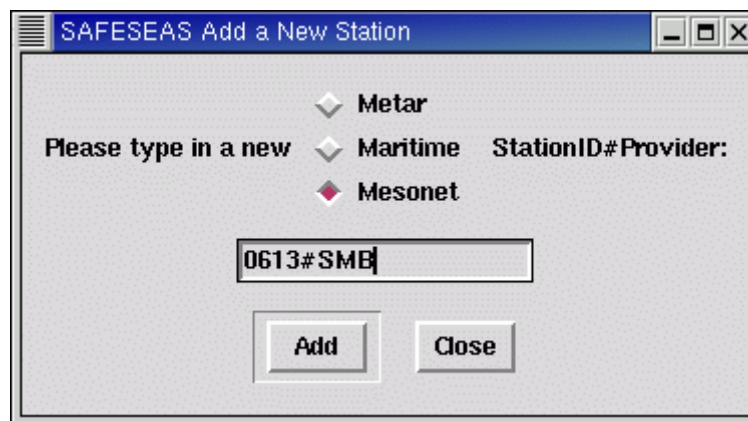 SAFESEAS Add a New Station
Metar
Please type in a new Maritime StationID#Provider:
Mesonet
0613#SMB
Add Close